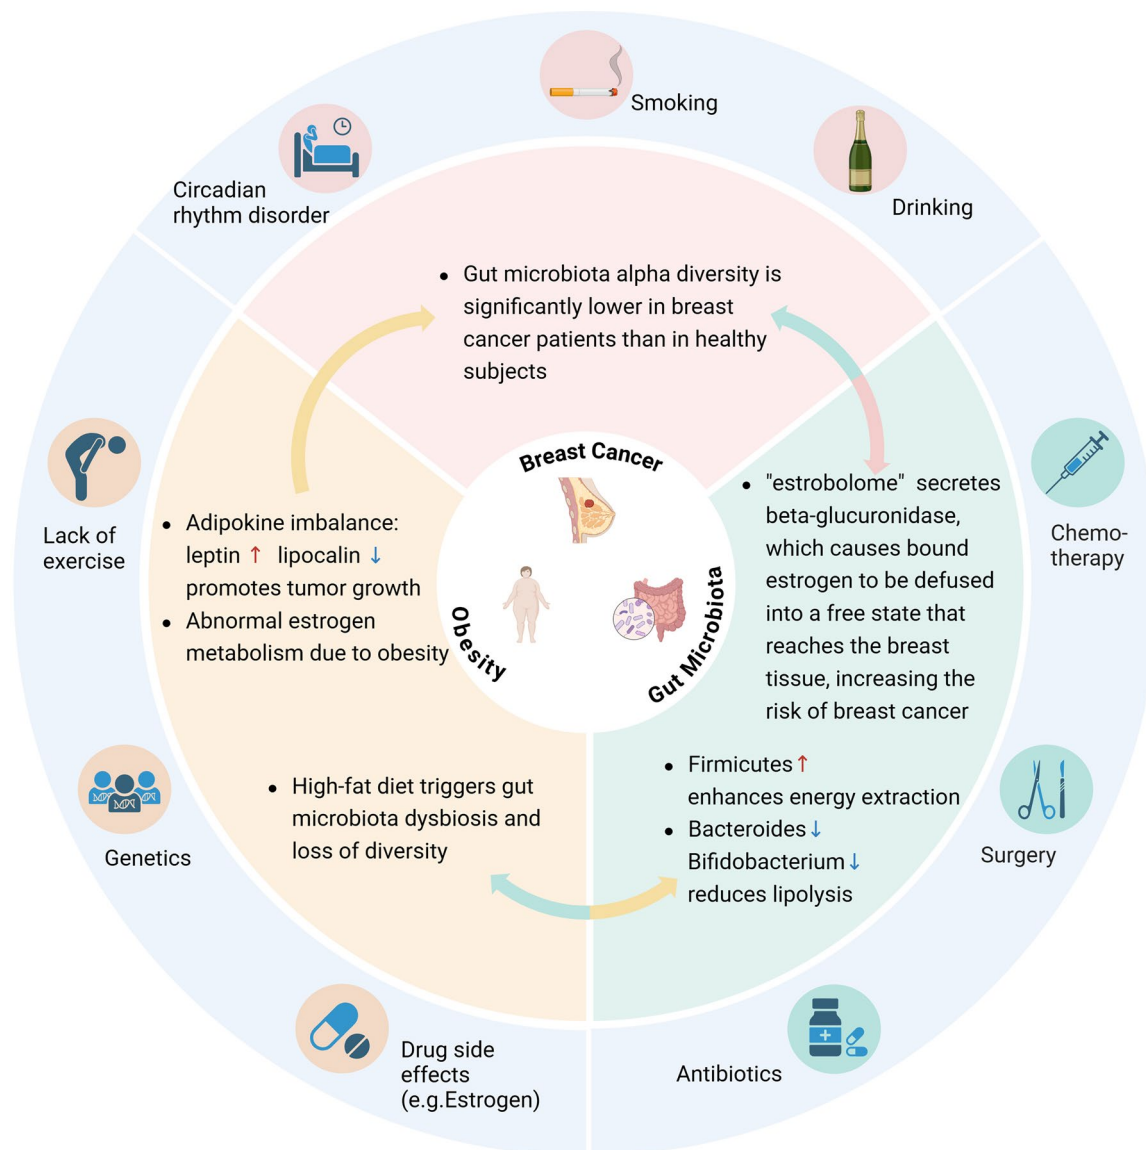 Smoking
Drinking
Circadian
rhythm disorder
• Gut microbiota alpha diversity is
significantly lower in breast
cancer patients than in healthy
subjects
Lack of
exercise
• Adipokine imbalance:
leptin ↑ lipocalin ↓
promotes tumor growth
• Abnormal estrogen
metabolism due to obesity
Breast Cancer
Obesity
Gut Microbiota
• "estrobolome" secretes
beta-glucuronidase,
which causes bound
estrogen to be defused
into a free state that
reaches the breast
tissue, increasing the
risk of breast cancer
Chemo-
therapy
• Firmicutes↑
enhances energy extraction
• Bacteroides↓
Bifidobacterium↓
reduces lipolysis
• High-fat diet triggers gut
microbiota dysbiosis and
loss of diversity
Genetics
Surgery
Drug side
effects
(e.g.Estrogen)
Antibiotics